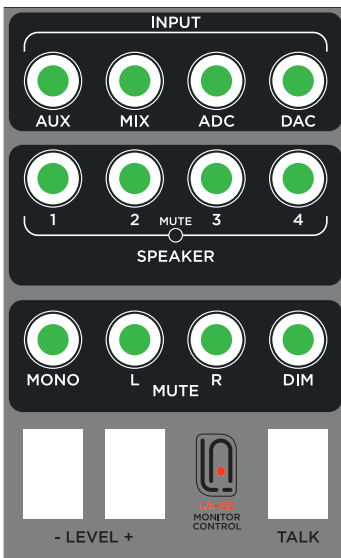 INPUT
AUX MIX ADC DAC
1 2 MUTE 3 4
SPEAKER
MONO L R DIM
MUTE
LA-122
MONITOR
CONTROL
- LEVEL + TALK